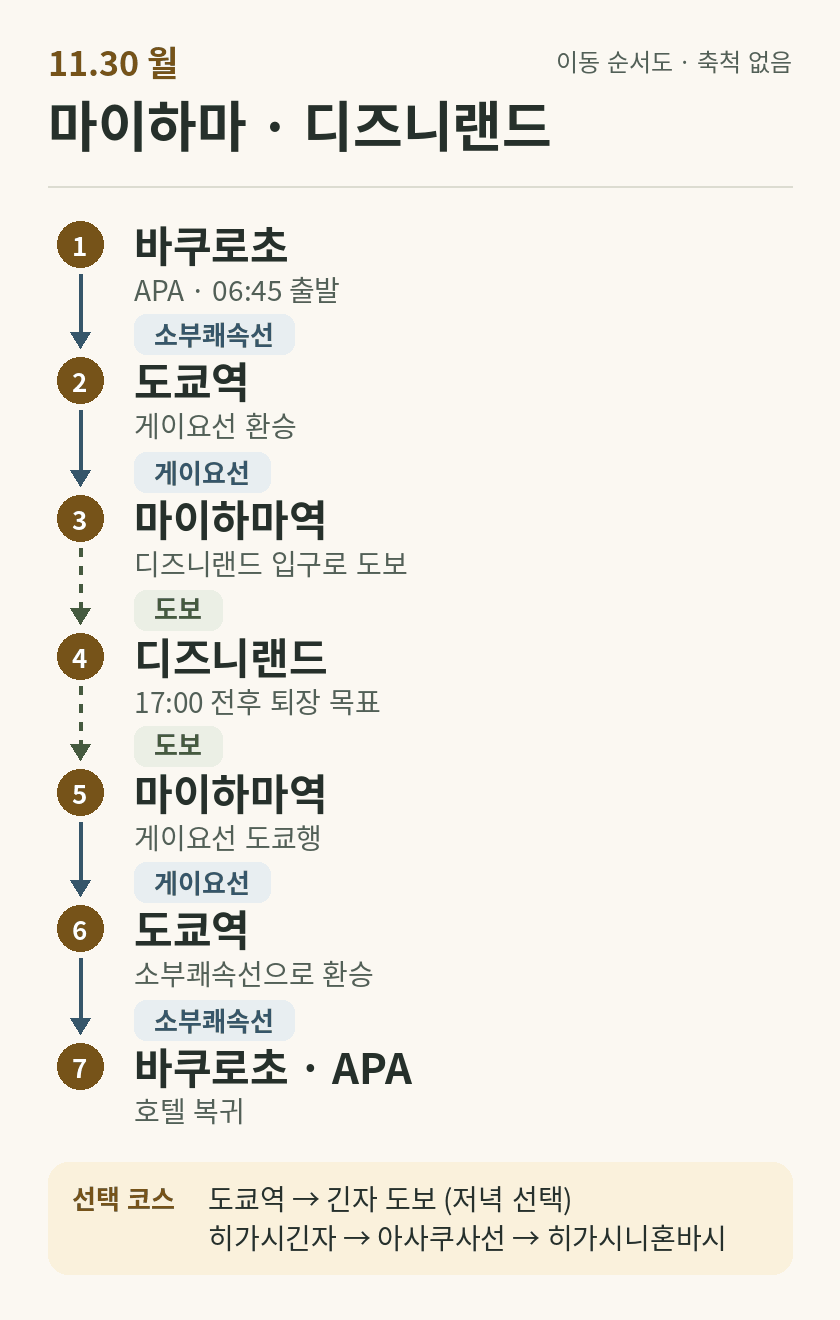 11.30 월
이동 순서도 · 축척 없음
마이하마 · 디즈니랜드
1
바쿠로초
APA · 06:45 출발
소부쾌속선
2
도쿄역
게이요선 환승
게이요선
3
마이하마역
디즈니랜드 입구로 도보
도보
4
디즈니랜드
17:00 전후 퇴장 목표
도보
5
마이하마역
게이요선 도쿄행
게이요선
6
도쿄역
소부쾌속선으로 환승
소부쾌속선
7
바쿠로초 · APA
호텔 복귀
선택 코스
도쿄역 → 긴자 도보 (저녁 선택)
히가시긴자 → 아사쿠사선 → 히가시니혼바시